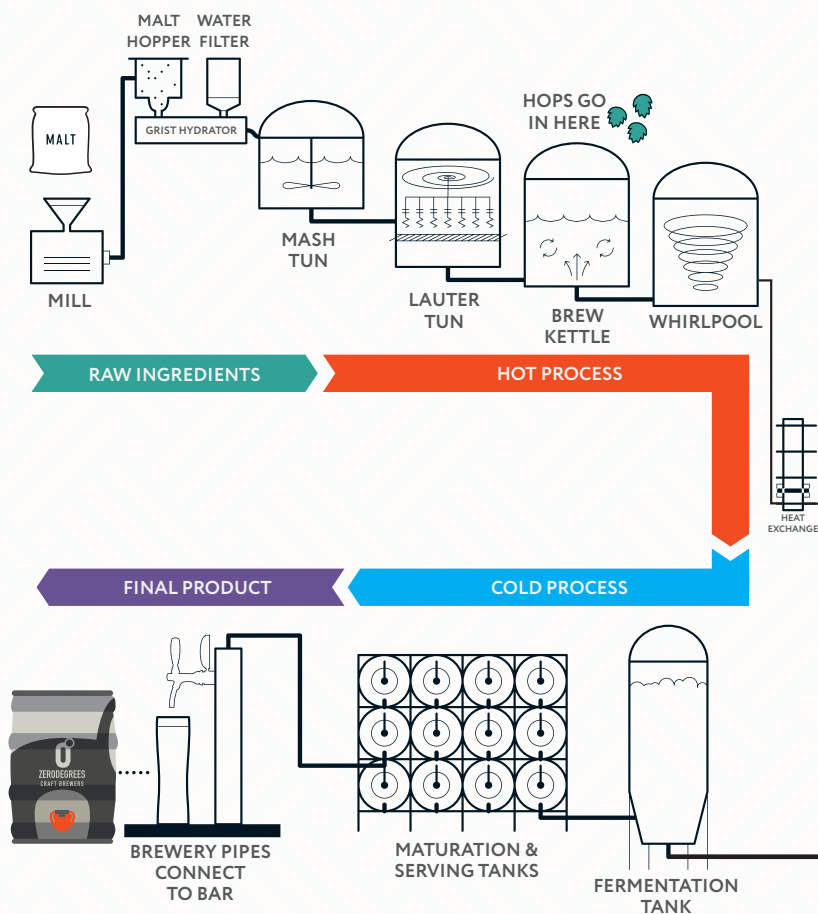 MALT
HOPPER
WATER
FILTER
GRIST HYDRATOR
MALT
MILL
MASH
TUN
LAUTER
TUN
HOPS GO
IN HERE
BREW
KETTLE
WHIRLPOOL
RAW INGREDIENTS
HOT PROCESS
HEAT
EXCHANGE
COLD PROCESS
FINAL PRODUCT
ZERODEGREES
CRAFT BREWERS
BREWERY PIPES
CONNECT
TO BAR
MATURATION &
SERVING TANKS
FERMENTATION
TANK